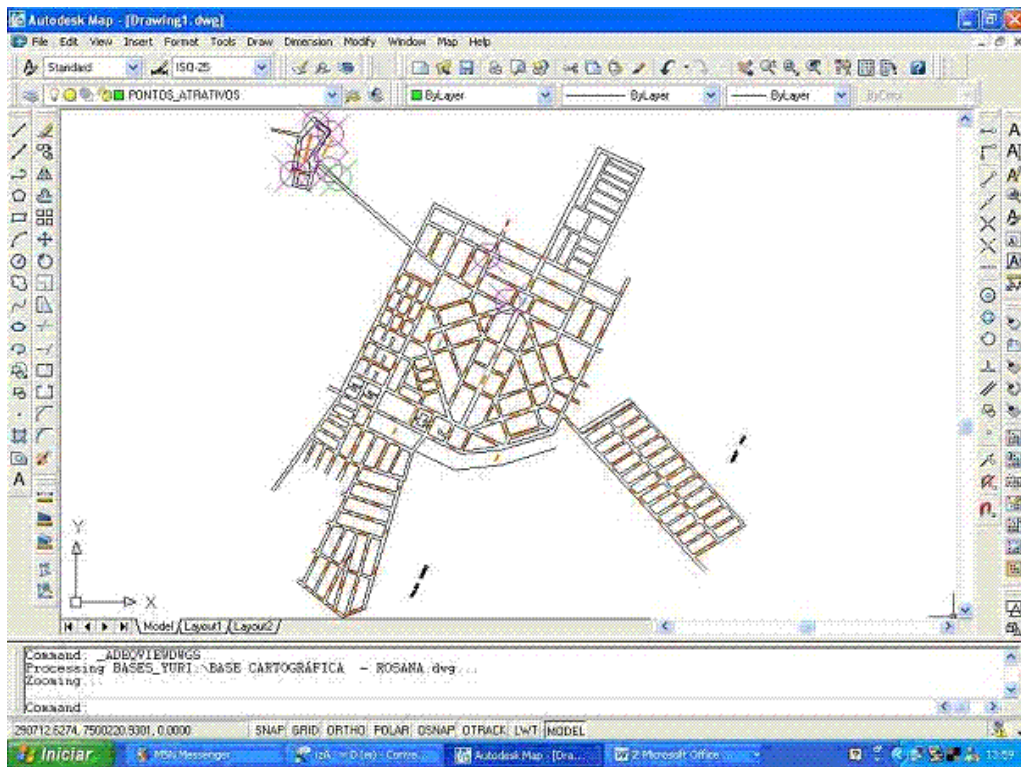 Autodesk Map - [Drawing1.dwg]
File Edit View Insert Format Tools Draw Dimension Modify Window Map Help
Standard ISO-25
PONTOS_ATRATIVOS ByLayer ByLayer ByLayer ByColor
A
A
A
A
A
Y
X
Model Layout1 Layout2
Command: _ADEQVIEWDWGS
Processing BASES_YURI:\BASE CARTOGRÁFICA - ROSANA.dwg...
Zooming...
Command:
290712.6274, 7500220.9301, 0.0000 SNAP GRID ORTHO POLAR OSNAP OTRACK LWT MODEL
Iniciar MSN Messenger Autodesk Map - [Dra... 2 Microsoft Office ... 13:59